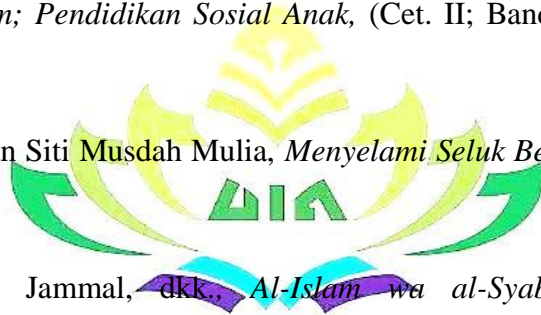 m; Pendidikan Sosial Anak, (Cet. II; Band
n Siti Musdah Mulia, Menyelami Seluk Be
UIN
Jammal, dkk., Al-Islam wa al-Syab